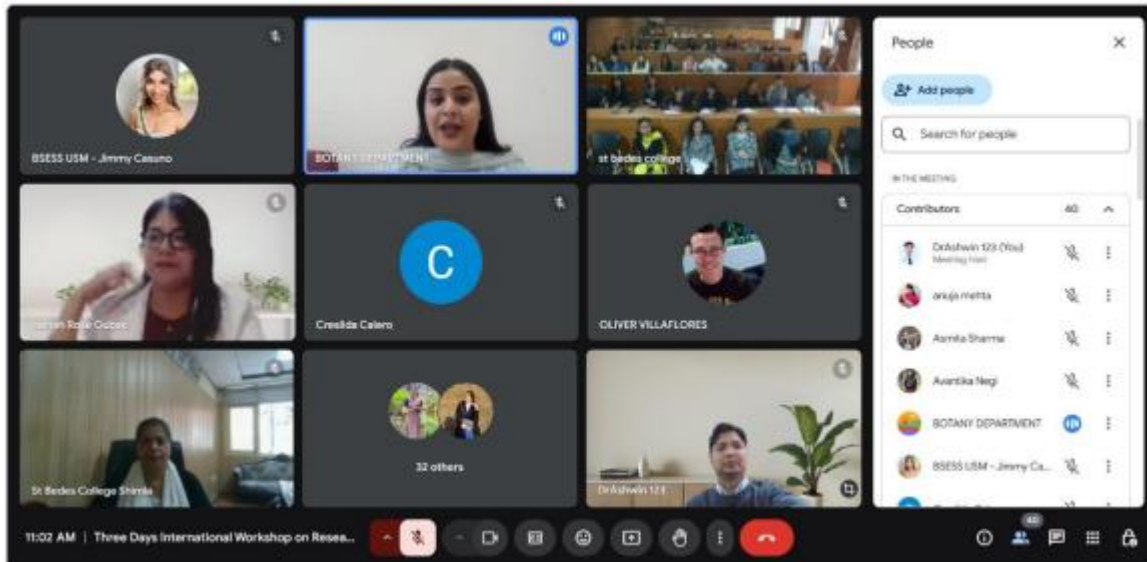 BSESS USM - Jimmy Casuno
BOTANY DEPARTMENT
st bedes college
Rose
C
Creslida Calero
OLIVER VILLAFLORES
St Bedes College Shimla
32 others
DrAshwin 123
People
Add people
Search for people
IN THE MEETING
Contributors 40
DrAshwin 123 (You)
Meeting host
anuja mehta
Asmita Sharma
Avantika Negi
BOTANY DEPARTMENT
BSESS USM - Jimmy Ca...
11:02 AM | Three Days International Workshop on Resea...
40